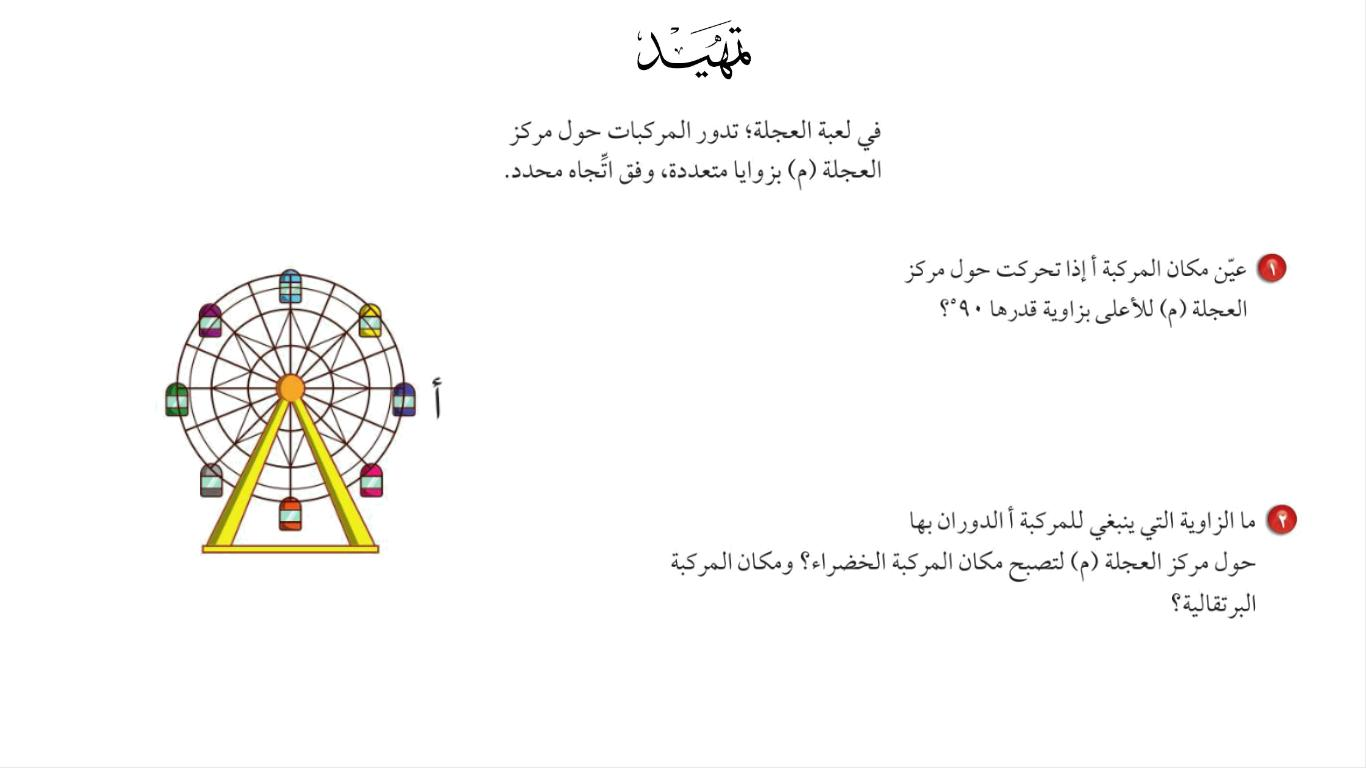 تمهيد
في لعبة العجلة؛ تدور المركبات حول مركز
العجلة (م) بزوايا متعددة، وفق اتِّجاه محدد.
١ عيّن مكان المركبة أ إذا تحركت حول مركز
العجلة (م) للأعلى بزاوية قدرها ٩٠°؟
أ
٢ ما الزاوية التي ينبغي للمركبة أ الدوران بها
حول مركز العجلة (م) لتصبح مكان المركبة الخضراء؟ ومكان المركبة
البرتقالية؟